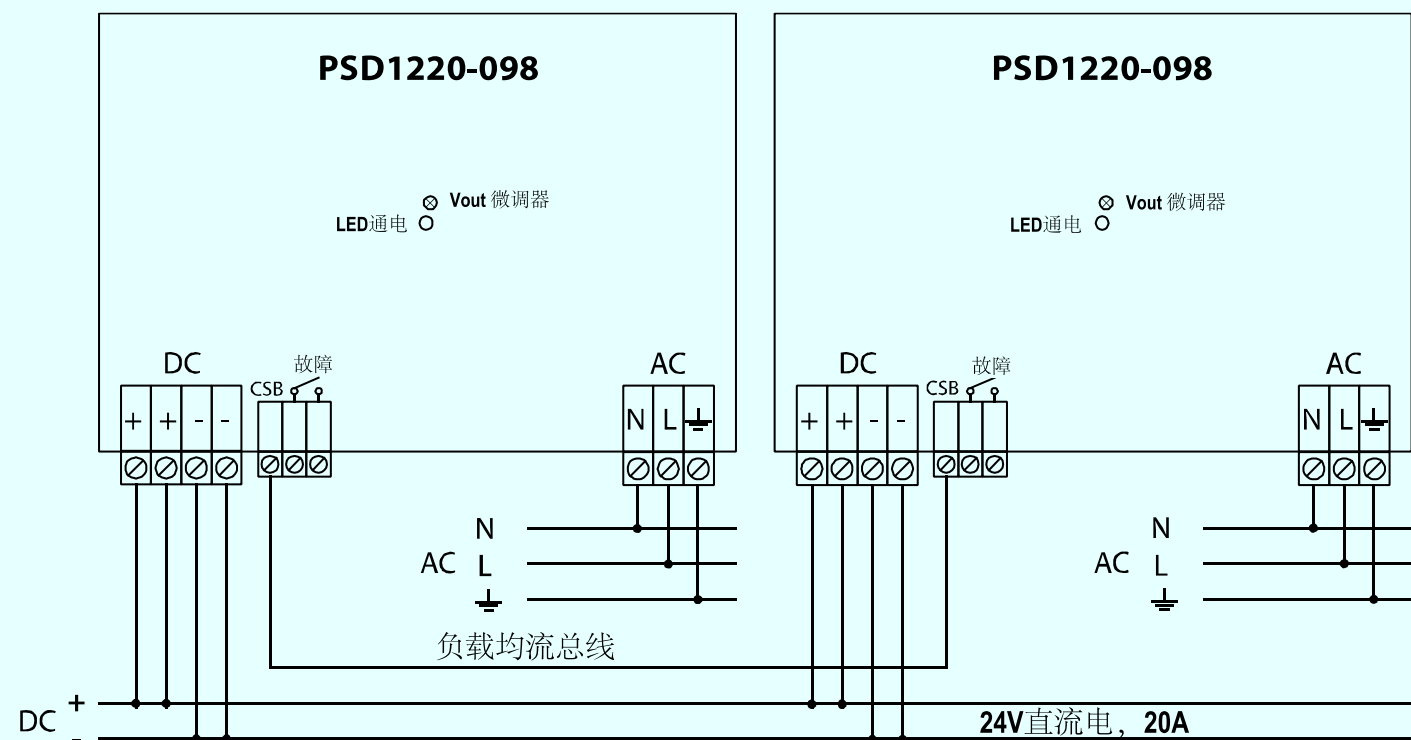 PSD1220-098 PSD1220-098
Vout 微调器 Vout 微调器
LED通电 LED通电
DC 故障 AC DC 故障 AC
CSB CSB
+ + - - N L + + - - N L
N N
AC L AC L
负载均流总线
+
DC 24V直流电，20A
-